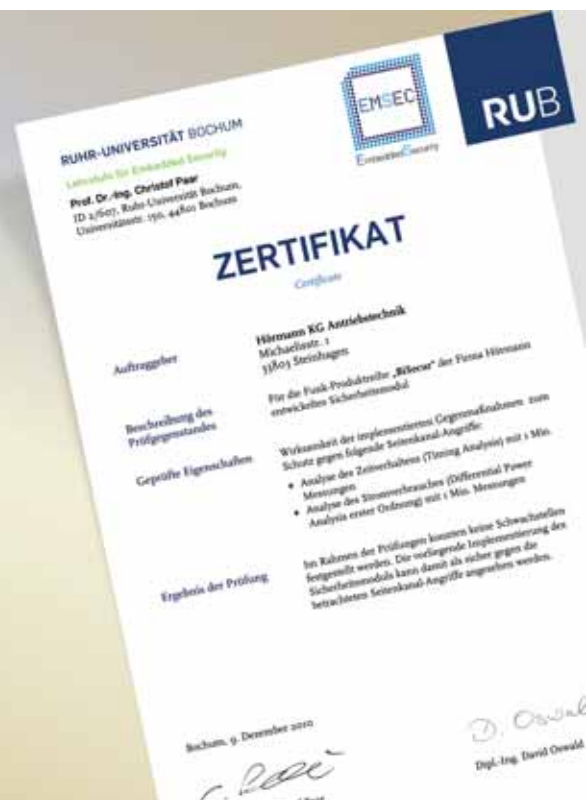 RUHR-UNIVERSITÄT BOCHUM
Lehrstuhl für Embedded Security
Prof. Dr.-Ing. Christof Paar
ID 2/607, Ruhr-Universität Bochum,
Universitätsstr. 150, 44801 Bochum
EMSEC
Embedded Security
RUB
ZERTIFIKAT
Certificate
Auftraggeber
Hörmann KG Antriebstechnik
Michaelisstr. 1
33803 Steinhagen
Beschreibung des
Prüfgegenstandes
Für die Funk-Produktreihe „BiSecur“ der Firma Hörmann
entwickeltes Sicherheitsmodul
Geprüfte Eigenschaften
Wirksamkeit der implementierten Gegenmaßnahmen zum
Schutz gegen folgende Seitenkanal-Angriffe:
• Analyse des Zeitverhaltens (Timing Analysis) mit 1 Mio.
Messungen
• Analyse des Stromverbrauches (Differential Power
Analysis erster Ordnung) mit 1 Mio. Messungen
Ergebnis der Prüfung
Im Rahmen der Prüfungen konnten keine Schwachstellen
festgestellt werden. Die vorliegende Implementierung des
Sicherheitsmoduls kann damit als sicher gegen die
betrachteten Seitenkanal-Angriffe angesehen werden.
Bochum, 9. Dezember 2010
D. Oswald
Dipl.-Ing. David Oswald